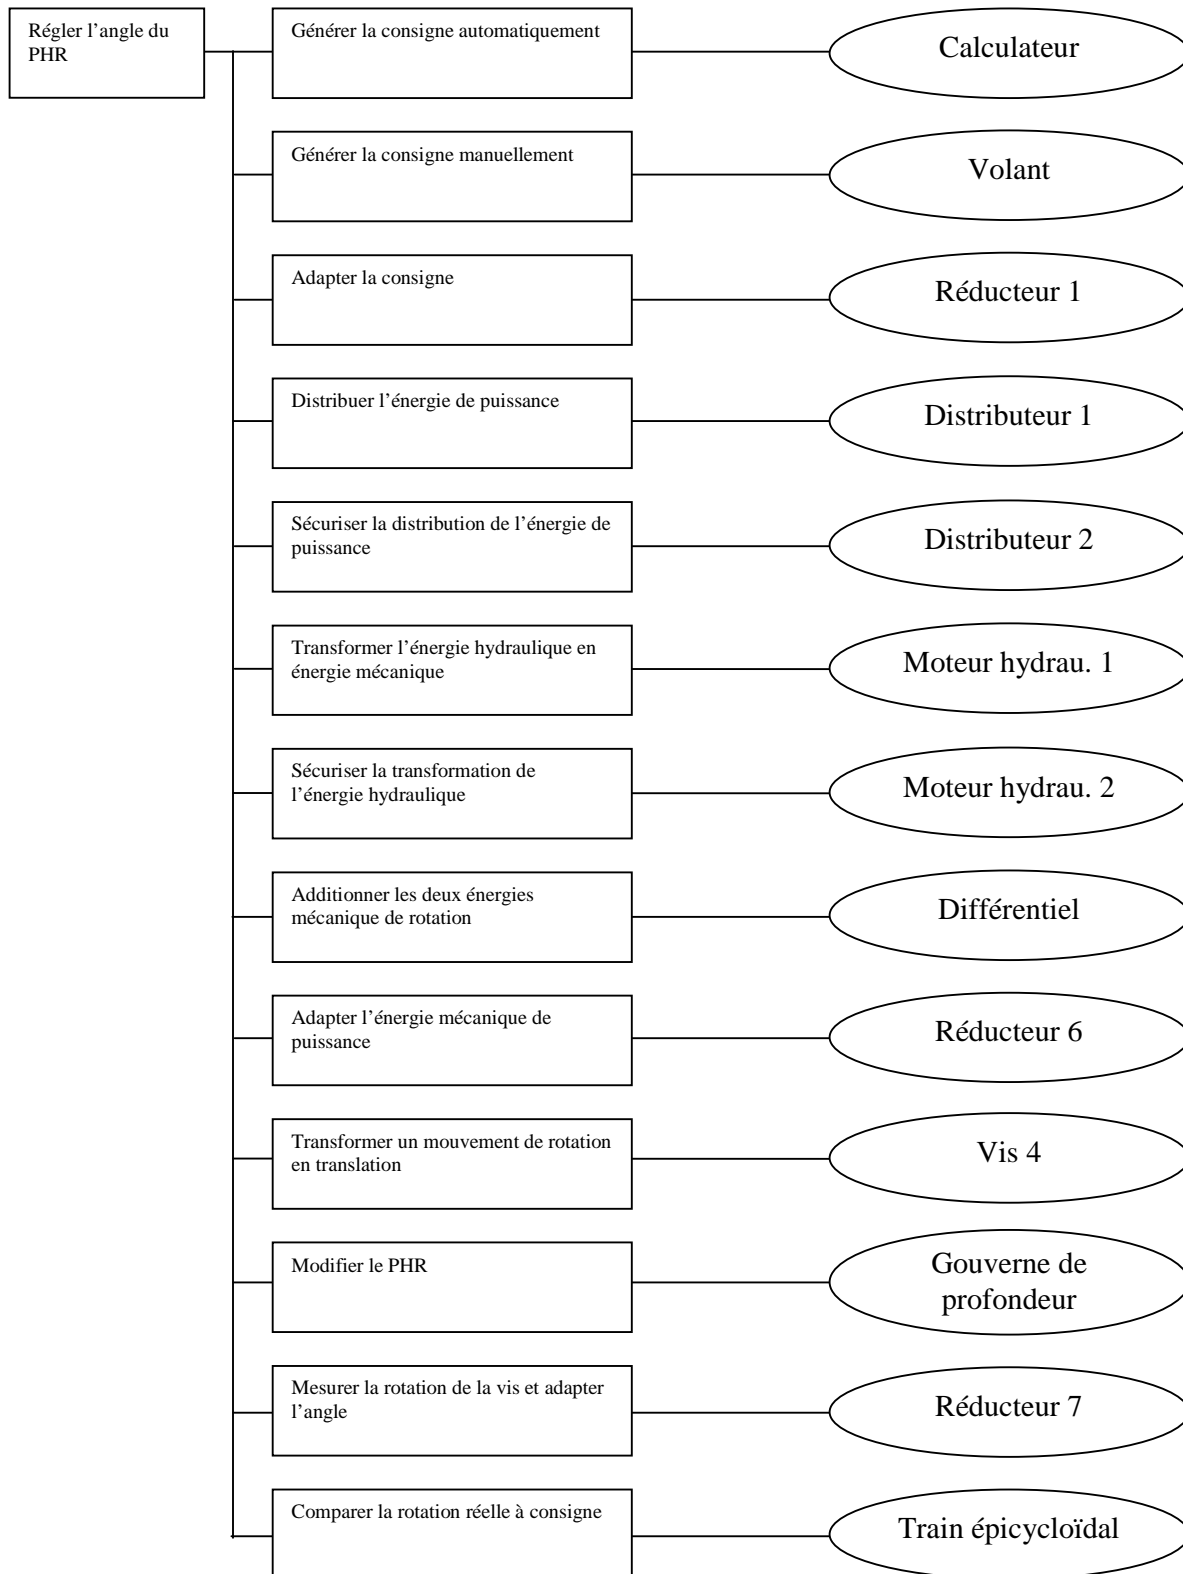 Régler l’angle du
PHR
Générer la consigne automatiquement
Calculateur
Générer la consigne manuellement
Volant
Adapter la consigne
Réducteur 1
Distribuer l’énergie de puissance
Distributeur 1
Sécuriser la distribution de l’énergie de
puissance
Distributeur 2
Transformer l’énergie hydraulique en
énergie mécanique
Moteur hydrau. 1
Sécuriser la transformation de
l’énergie hydraulique
Moteur hydrau. 2
Additionner les deux énergies
mécanique de rotation
Différentiel
Adapter l’énergie mécanique de
puissance
Réducteur 6
Transformer un mouvement de rotation
en translation
Vis 4
Modifier le PHR
Gouverne de
profondeur
Mesurer la rotation de la vis et adapter
l’angle
Réducteur 7
Comparer la rotation réelle à consigne
Train épicycloïdal